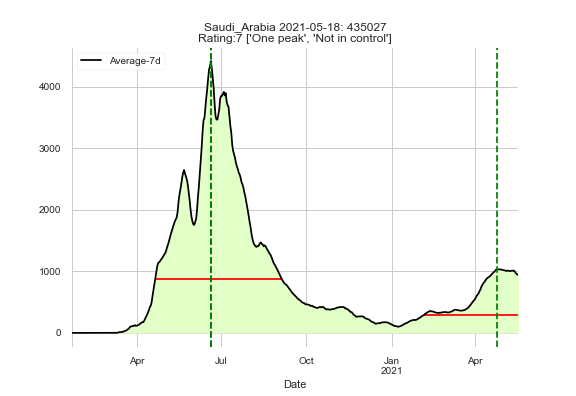 Saudi_Arabia 2021-05-18: 435027
Rating:7 ['One peak', 'Not in control']
Average-7d
4000
3000
2000
1000
0
Apr
Jul
Oct
Jan
2021
Apr
Date